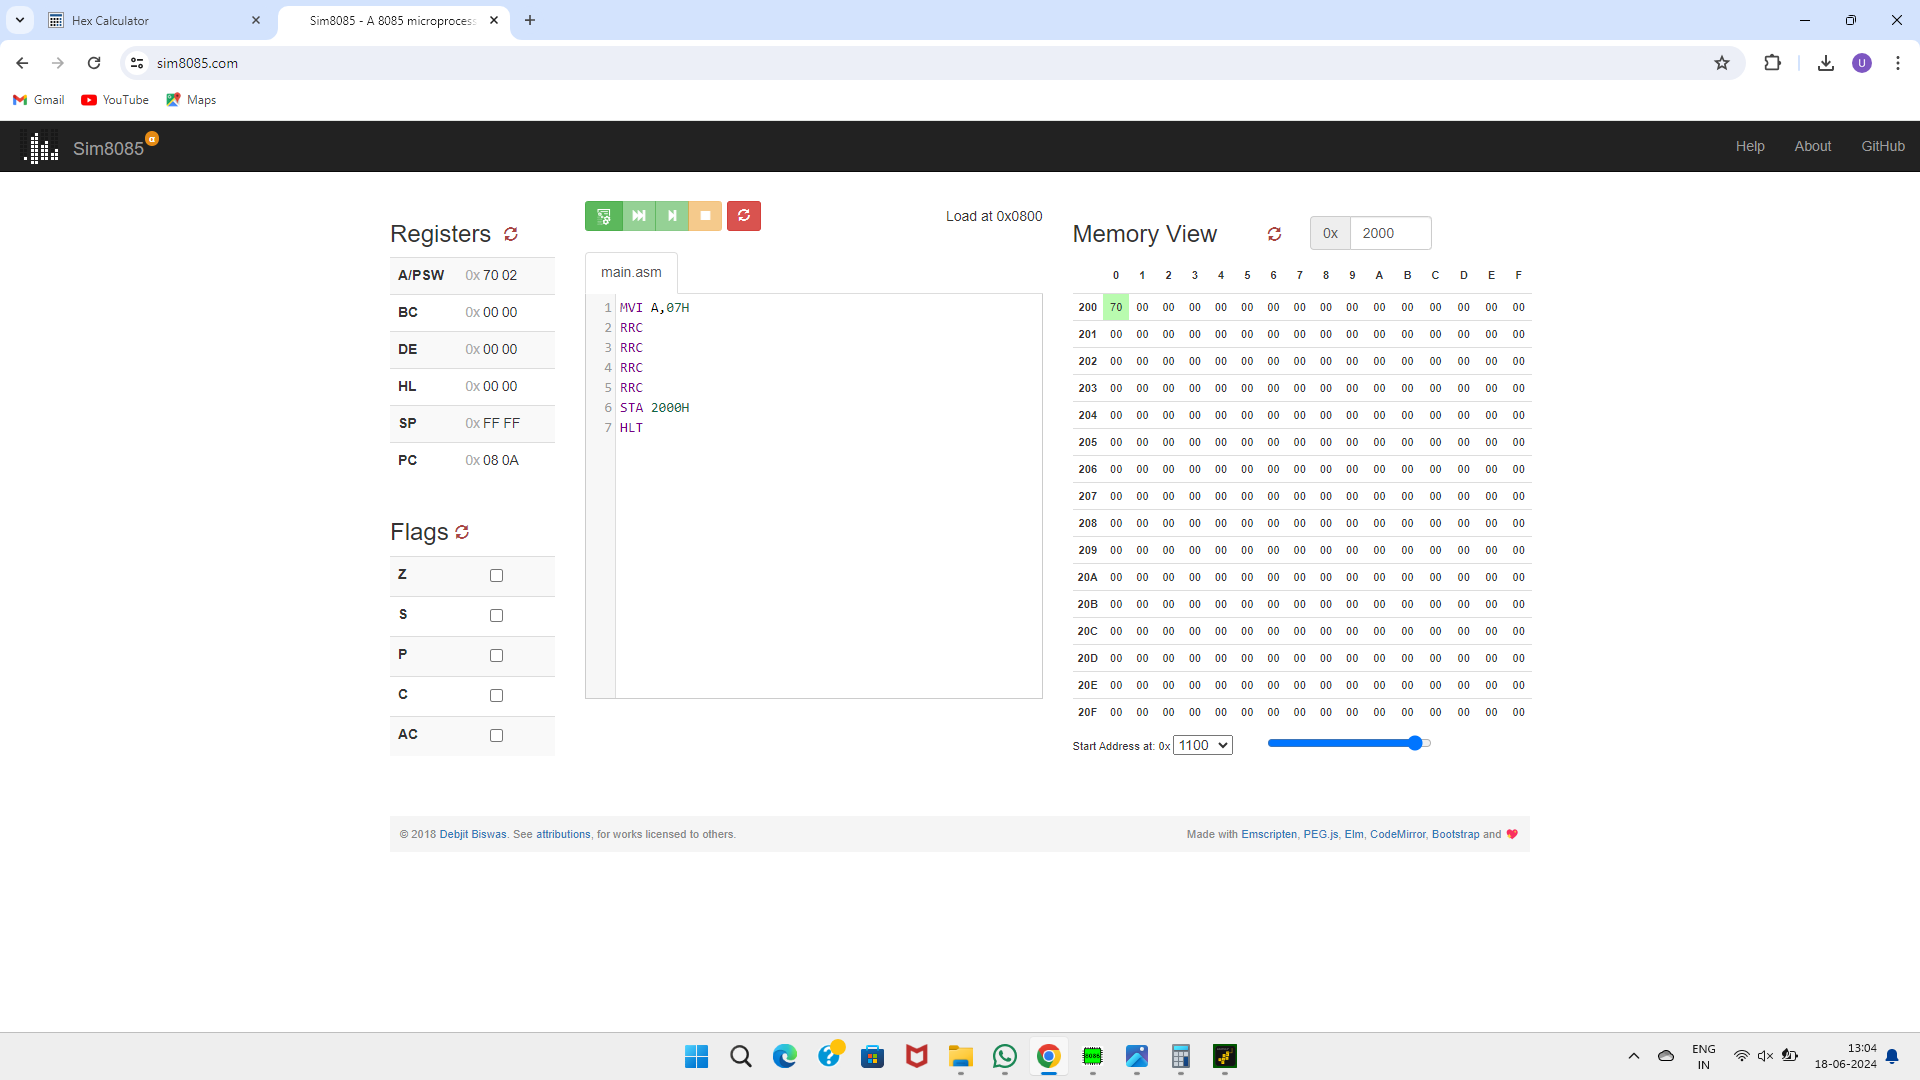 Hex Calculator
Sim8085 - A 8085 microproces
sim8085.com
U
Gmail YouTube Maps
Sim8085 α
Help About GitHub
Registers
A/PSW 0x 70 02
BC 0x 00 00
DE 0x 00 00
HL 0x 00 00
SP 0x FF FF
PC 0x 08 0A
Flags
Z
S
P
C
AC
Load at 0x0800
main.asm
1 MVI A,07H
2 RRC
3 RRC
4 RRC
5 RRC
6 STA 2000H
7 HLT
Memory View 0x 2000
0 1 2 3 4 5 6 7 8 9 A B C D E F
200 70 00 00 00 00 00 00 00 00 00 00 00 00 00 00 00
201 00 00 00 00 00 00 00 00 00 00 00 00 00 00 00 00
202 00 00 00 00 00 00 00 00 00 00 00 00 00 00 00 00
203 00 00 00 00 00 00 00 00 00 00 00 00 00 00 00 00
204 00 00 00 00 00 00 00 00 00 00 00 00 00 00 00 00
205 00 00 00 00 00 00 00 00 00 00 00 00 00 00 00 00
206 00 00 00 00 00 00 00 00 00 00 00 00 00 00 00 00
207 00 00 00 00 00 00 00 00 00 00 00 00 00 00 00 00
208 00 00 00 00 00 00 00 00 00 00 00 00 00 00 00 00
209 00 00 00 00 00 00 00 00 00 00 00 00 00 00 00 00
20A 00 00 00 00 00 00 00 00 00 00 00 00 00 00 00 00
20B 00 00 00 00 00 00 00 00 00 00 00 00 00 00 00 00
20C 00 00 00 00 00 00 00 00 00 00 00 00 00 00 00 00
20D 00 00 00 00 00 00 00 00 00 00 00 00 00 00 00 00
20E 00 00 00 00 00 00 00 00 00 00 00 00 00 00 00 00
20F 00 00 00 00 00 00 00 00 00 00 00 00 00 00 00 00
Start Address at: 0x 1100
© 2018 Debjit Biswas. See attributions, for works licensed to others.
Made with Emscripten, PEG.js, Elm, CodeMirror, Bootstrap and
8085
ENG
IN
13:04
18-06-2024